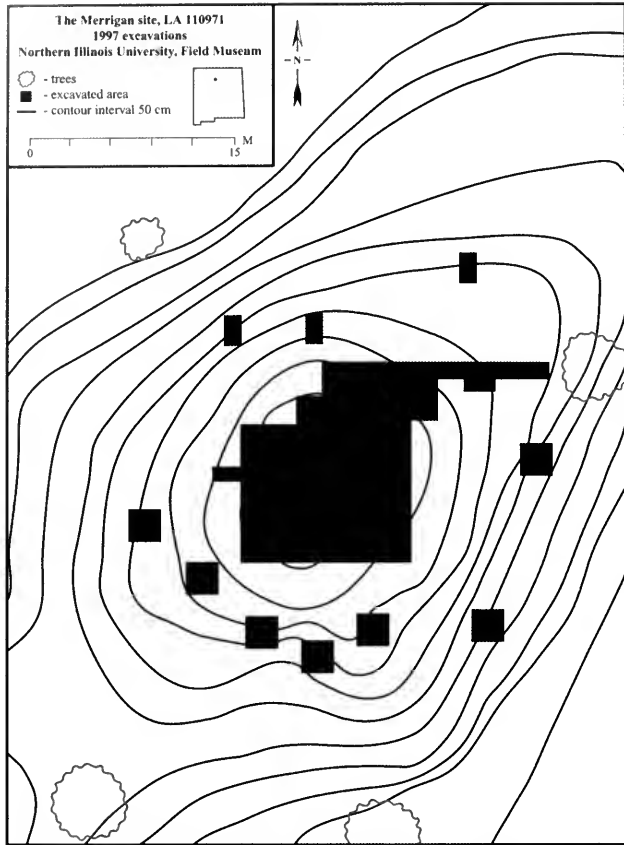 The Merrigan site, LA 110971
1997 excavations
Northern Illinois University, Field Museum
- trees
- excavated area
- contour interval 50 cm
M
0 15
-N-